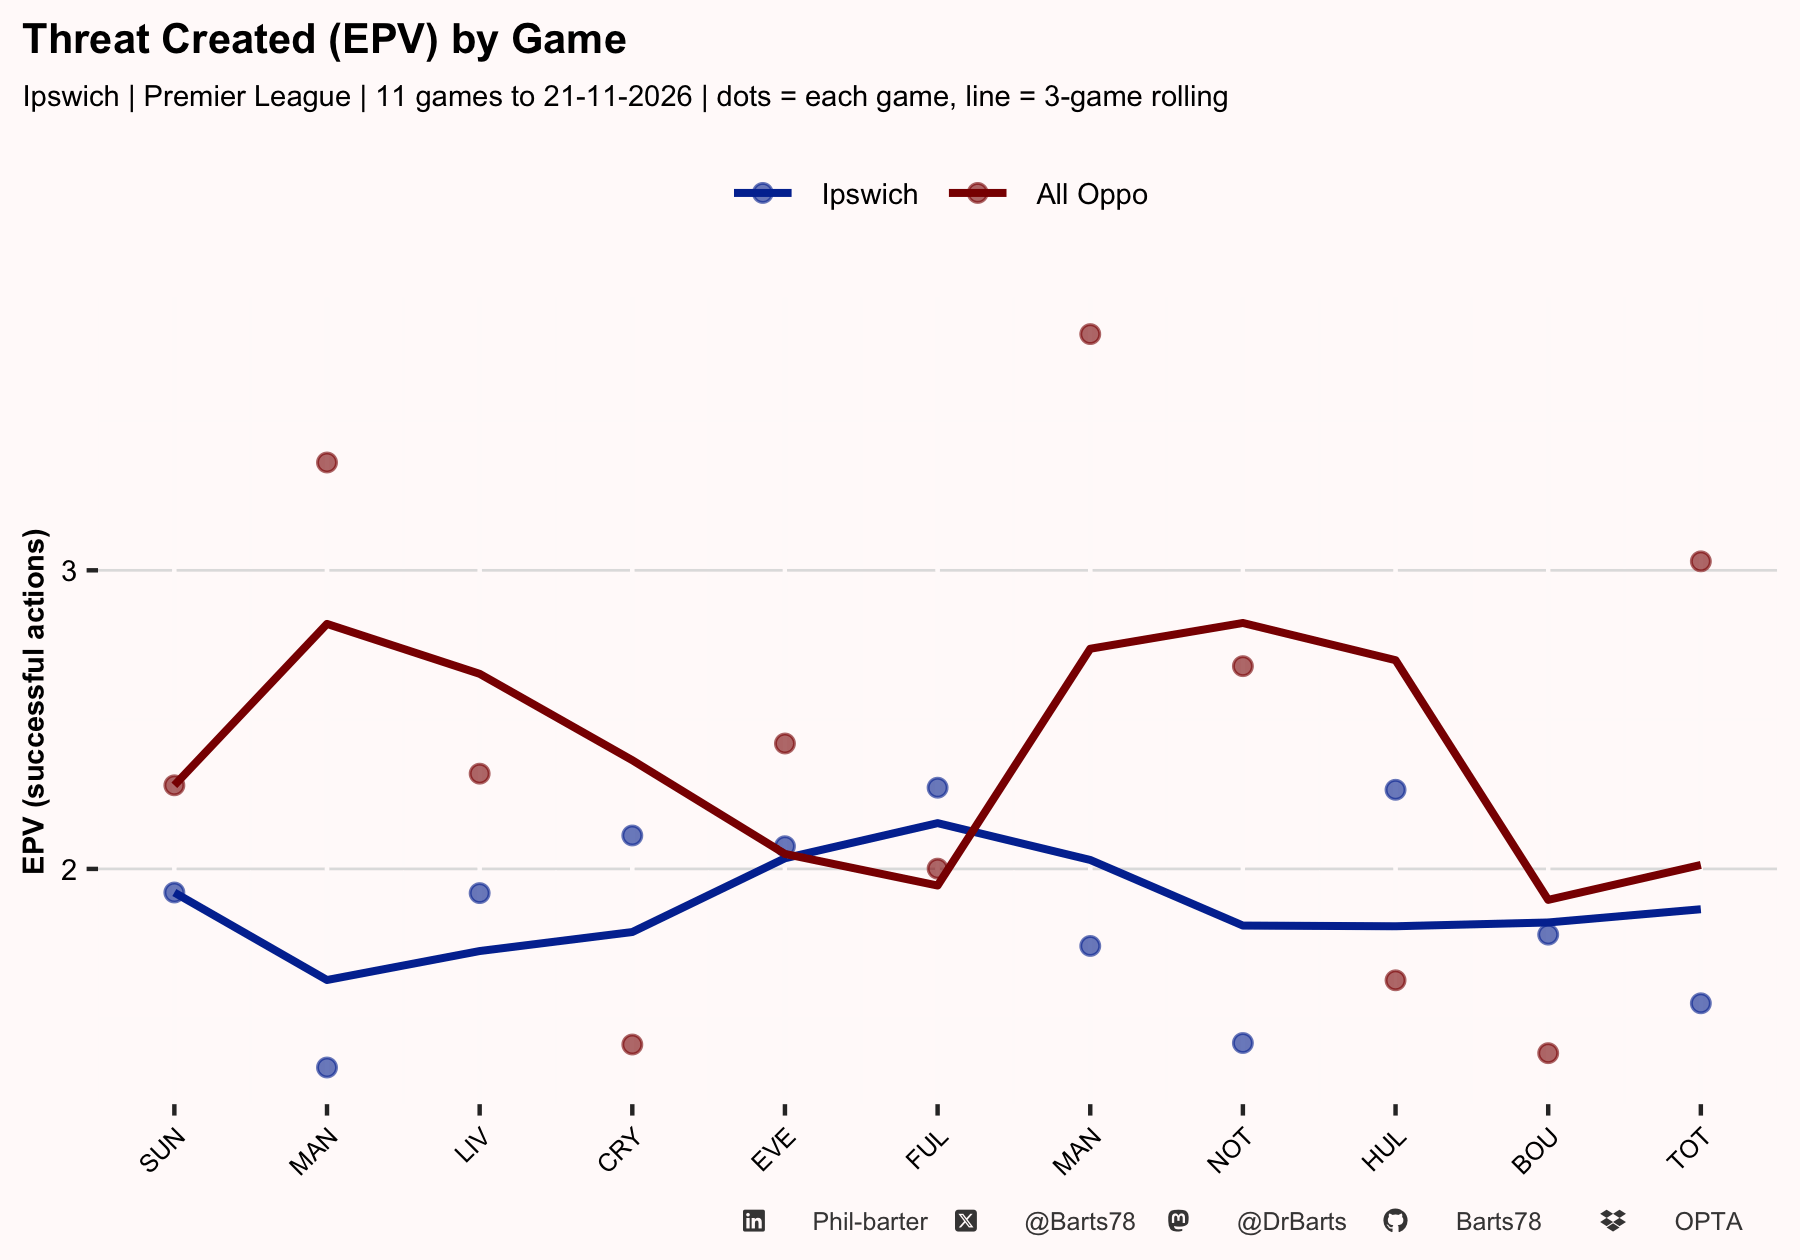 Threat Created (EPV) by Game
Ipswich | Premier League | 11 games to 21-11-2026 | dots = each game, line = 3-game rolling
Ipswich
All Oppo
EPV (successful actions)
3
2
SUN
MAN
LIV
CRY
EVE
FUL
MAN
NOT
HUL
BOU
TOT
Phil-barter
@Barts78
@DrBarts
Barts78
OPTA